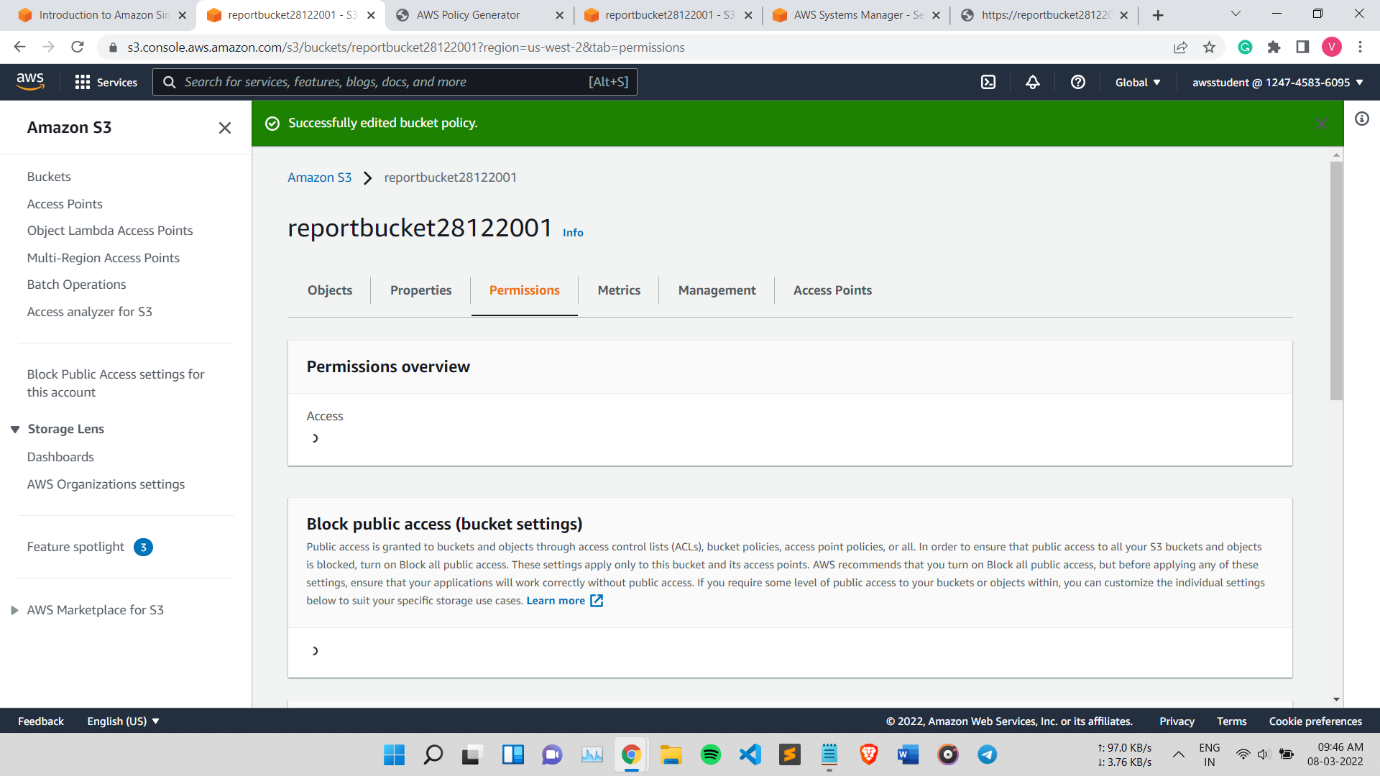 Introduction to Amazon Sim
reportbucket28122001 - S3
AWS Policy Generator
reportbucket28122001 - S3
AWS Systems Manager - Se
https://reportbucket281220
s3.console.aws.amazon.com/s3/buckets/reportbucket28122001?region=us-west-2&tab=permissions
V
aws
Services
Search for services, features, blogs, docs, and more
[Alt+S]
Global
awsstudent @ 1247-4583-6095
Amazon S3
Buckets
Access Points
Object Lambda Access Points
Multi-Region Access Points
Batch Operations
Access analyzer for S3
Block Public Access settings for
this account
Storage Lens
Dashboards
AWS Organizations settings
Feature spotlight 3
AWS Marketplace for S3
Successfully edited bucket policy.
Amazon S3 > reportbucket28122001
reportbucket28122001 Info
Objects
Properties
Permissions
Metrics
Management
Access Points
Permissions overview
Access
Block public access (bucket settings)
Public access is granted to buckets and objects through access control lists (ACLs), bucket policies, access point policies, or all. In order to ensure that public access to all your S3 buckets and objects
is blocked, turn on Block all public access. These settings apply only to this bucket and its access points. AWS recommends that you turn on Block all public access, but before applying any of these
settings, ensure that your applications will work correctly without public access. If you require some level of public access to your buckets or objects within, you can customize the individual settings
below to suit your specific storage use cases. Learn more
Feedback
English (US)
© 2022, Amazon Web Services, Inc. or its affiliates.
Privacy
Terms
Cookie preferences
↑: 97.0 KB/s
↓: 3.76 KB/s
ENG
IN
09:46 AM
08-03-2022